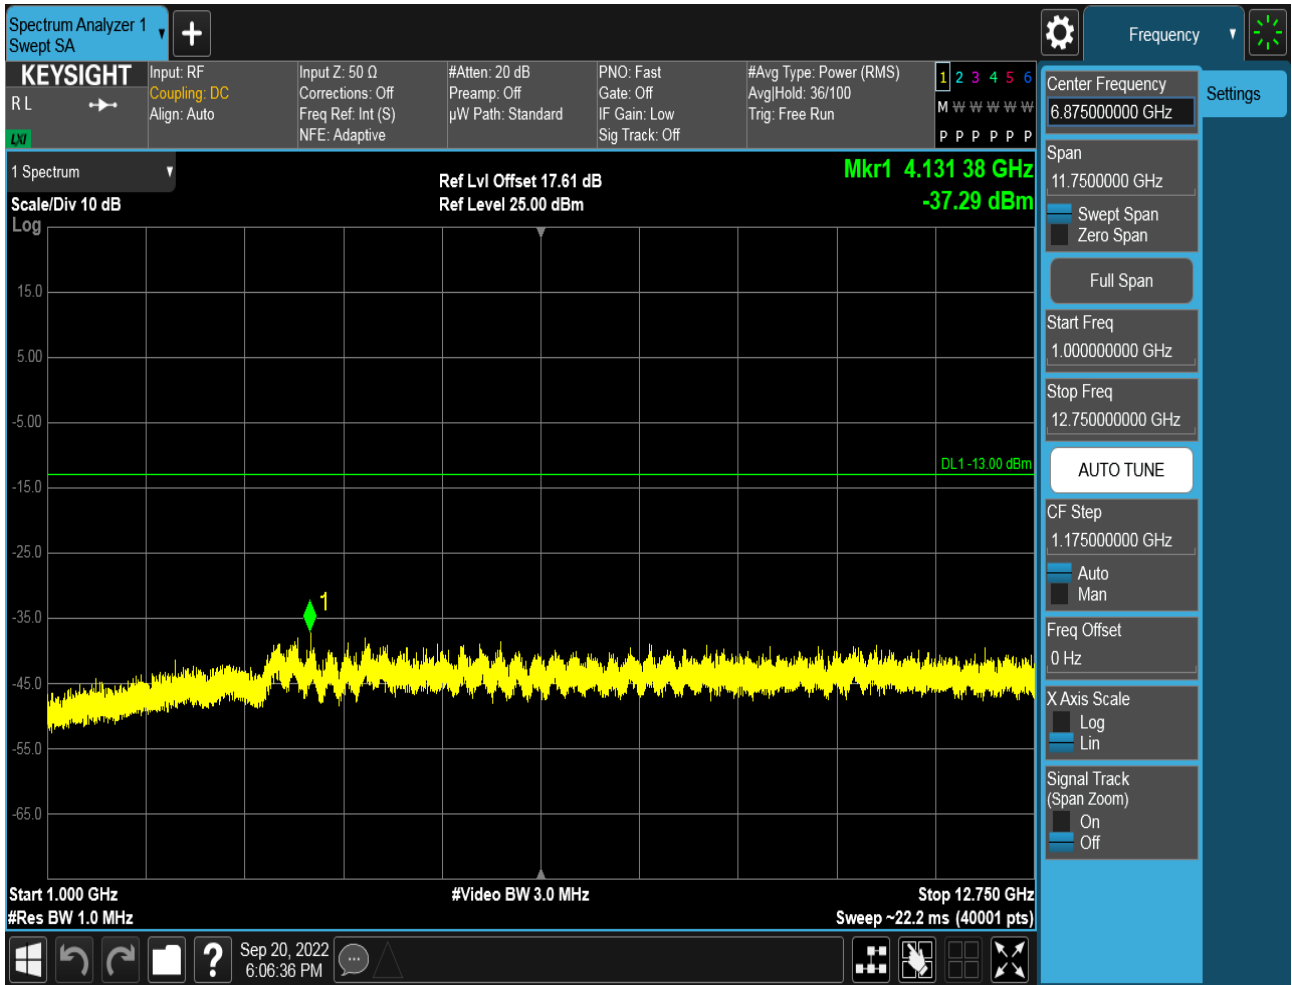 Spectrum Analyzer 1
Swept SA
Frequency
KEYSIGHT
R L
LXI
Input: RF
Coupling: DC
Align: Auto
Input Z: 50 Ω
Corrections: Off
Freq Ref: Int (S)
NFE: Adaptive
#Atten: 20 dB
Preamp: Off
µW Path: Standard
PNO: Fast
Gate: Off
IF Gain: Low
Sig Track: Off
#Avg Type: Power (RMS)
Avg|Hold: 36/100
Trig: Free Run
1 2 3 4 5 6
M W W W W W
P P P P P P
1 Spectrum
Scale/Div 10 dB
Log
Ref Lvl Offset 17.61 dB
Ref Level 25.00 dBm
Mkr1 4.131 38 GHz
-37.29 dBm
15.0
5.00
-5.00
DL1 -13.00 dBm
-15.0
-25.0
-35.0
1
-45.0
-55.0
-65.0
Start 1.000 GHz
#Res BW 1.0 MHz
#Video BW 3.0 MHz
Stop 12.750 GHz
Sweep ~22.2 ms (40001 pts)
Center Frequency
6.875000000 GHz
Settings
Span
11.7500000 GHz
Swept Span
Zero Span
Full Span
Start Freq
1.000000000 GHz
Stop Freq
12.750000000 GHz
AUTO TUNE
CF Step
1.175000000 GHz
Auto
Man
Freq Offset
0 Hz
X Axis Scale
Log
Lin
Signal Track
(Span Zoom)
On
Off
?
Sep 20, 2022
6:06:36 PM